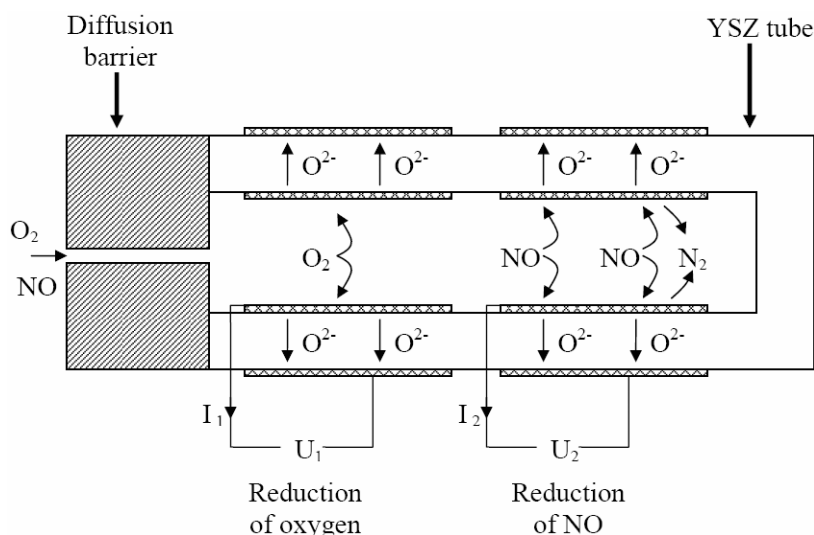 Diffusion
barrier
YSZ tube
O²⁻ O²⁻ O²⁻ O²⁻
O₂
NO
O₂ NO NO N₂
O²⁻ O²⁻ O²⁻ O²⁻
I₁ I₂
U₁ U₂
Reduction
of oxygen
Reduction
of NO